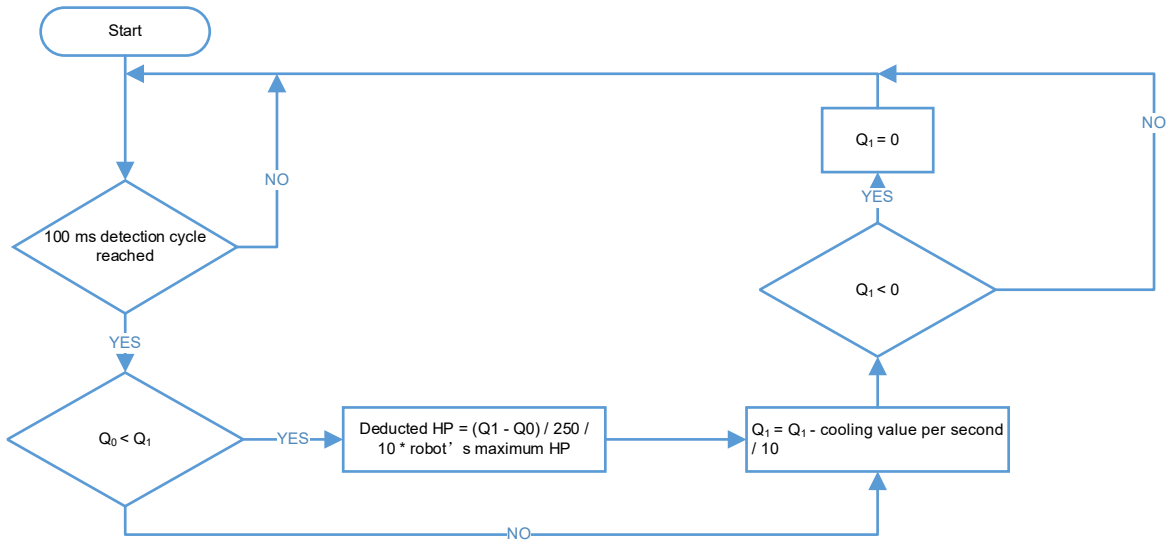 Start
NO
Q₁ = 0
NO
YES
100 ms detection cycle
reached
Q₁ < 0
YES
Q₀ < Q₁
YES
Deducted HP = (Q1 - Q0) / 250 /
10 * robot’ s maximum HP
Q₁ = Q₁ - cooling value per second
/ 10
NO